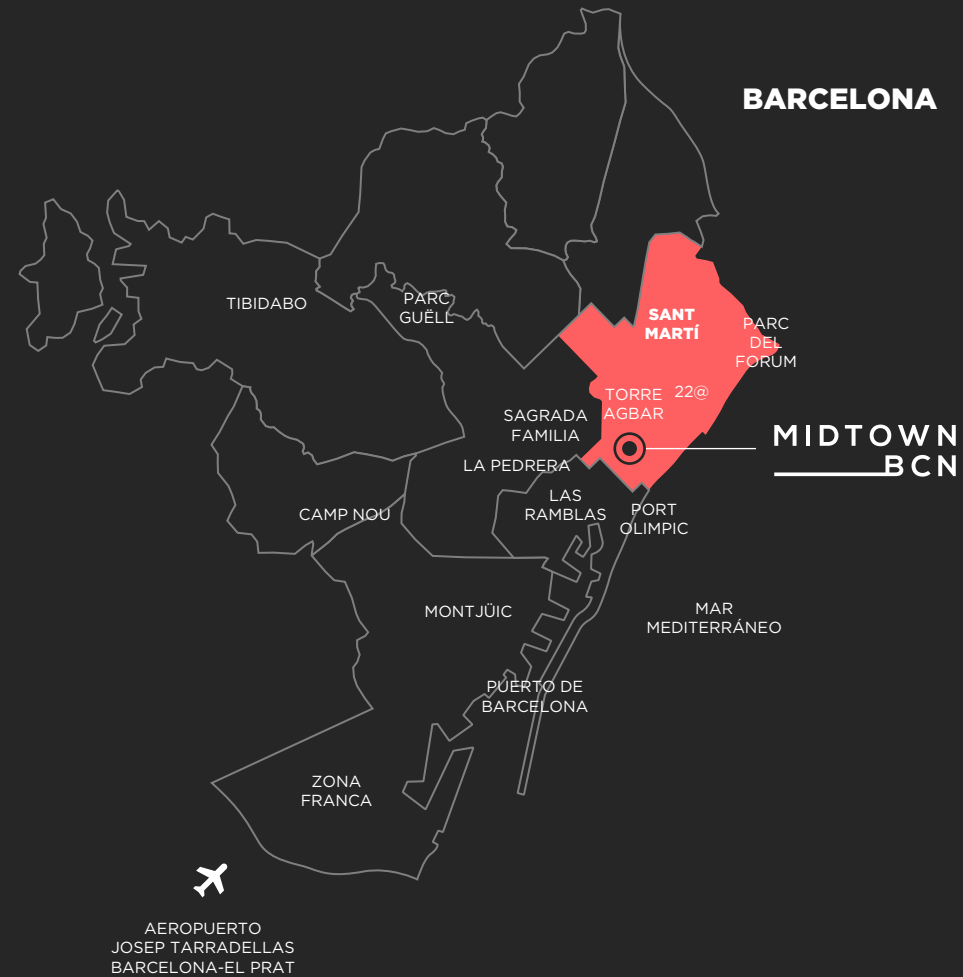 BARCELONA
TIBIDABO
PARC
GUËLL
SANT
MARTÍ
PARC
DEL
FORUM
TORRE
AGBAR
22@
SAGRADA
FAMILIA
MIDTOWN
BCN
LA PEDRERA
LAS
RAMBLAS
PORT
OLIMPIC
CAMP NOU
MONTJÜIC
MAR
MEDITERRÁNEO
PUERTO DE
BARCELONA
ZONA
FRANCA
AEROPUERTO
JOSEP TARRADELLAS
BARCELONA-EL PRAT